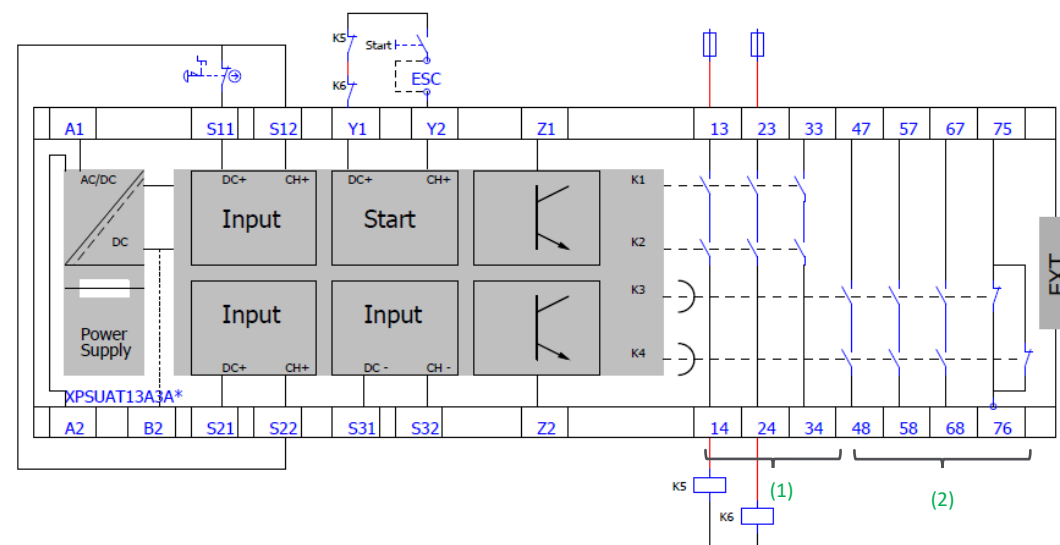 K5
Start
K6
ESC
A1 S11 S12 Y1 Y2 Z1 13 23 33 47 57 67 75
AC/DC
DC
DC+ CH+
Input
DC+ CH+
Start
K1
K2
K3
K4
EXT
Power
Supply
Input
DC+ CH+
Input
DC - CH -
XPSUAT13A3A*
A2 B2 S21 S22 S31 S32 Z2 14 24 34 48 58 68 76
(1)
(2)
K5
K6